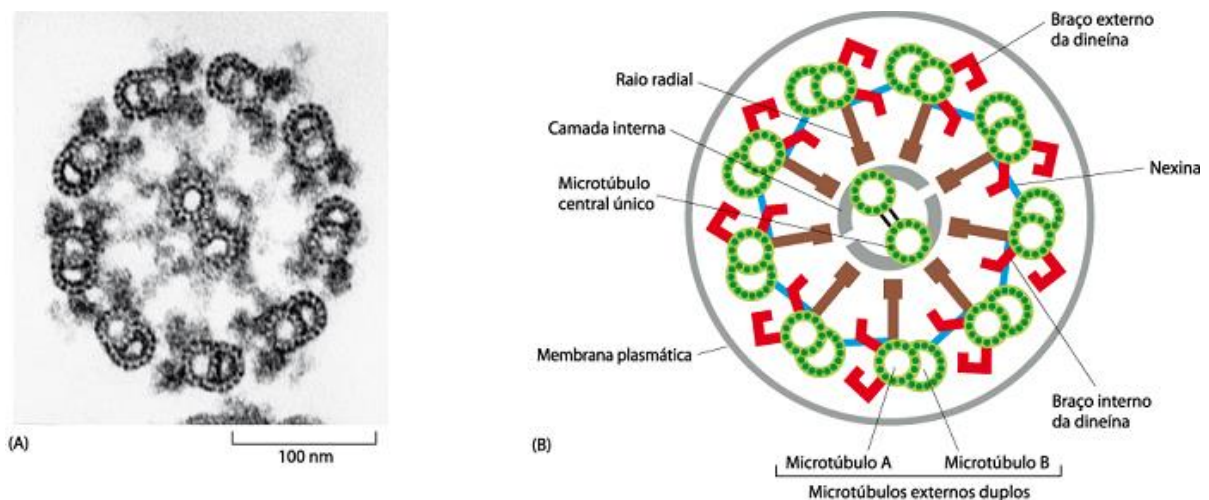 (A)
100 nm
Braço externo
da dineína
Raio radial
Camada interna
Microtúbulo
central único
Nexina
Membrana plasmática
Braço interno
da dineína
(B)
Microtúbulo A
Microtúbulo B
Microtúbulos externos duplos